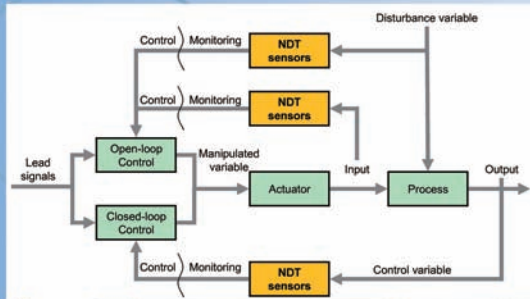 Disturbance variable
Control Monitoring NDT
sensors
Control Monitoring NDT
sensors
Lead
signals
Open-loop
Control
Manipulated
variable
Input
Output
Actuator
Process
Closed-loop
Control
Control Monitoring NDT
sensors
Control variable